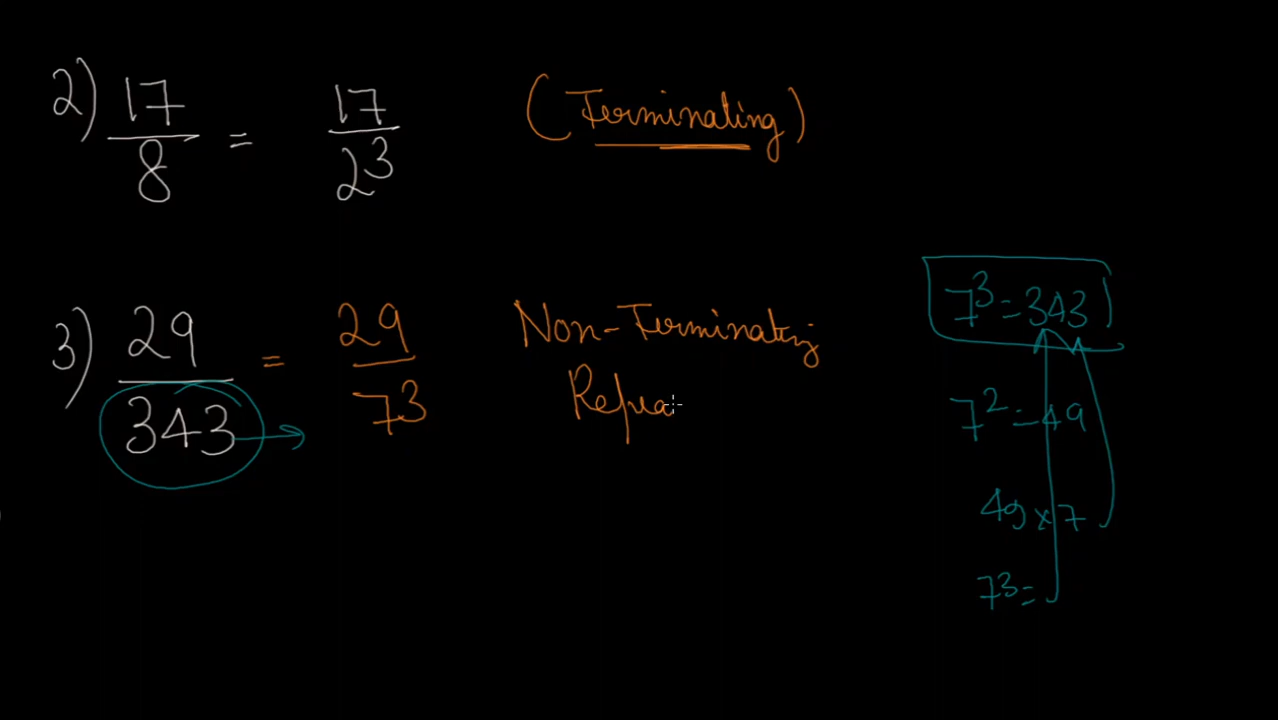 2) 17/8 = 17/2³ (Terminating)
3) 29/343 = 29/7³ Non-Terminating
Repea
7³ = 343
7² = 49
49 x 7
7³ =